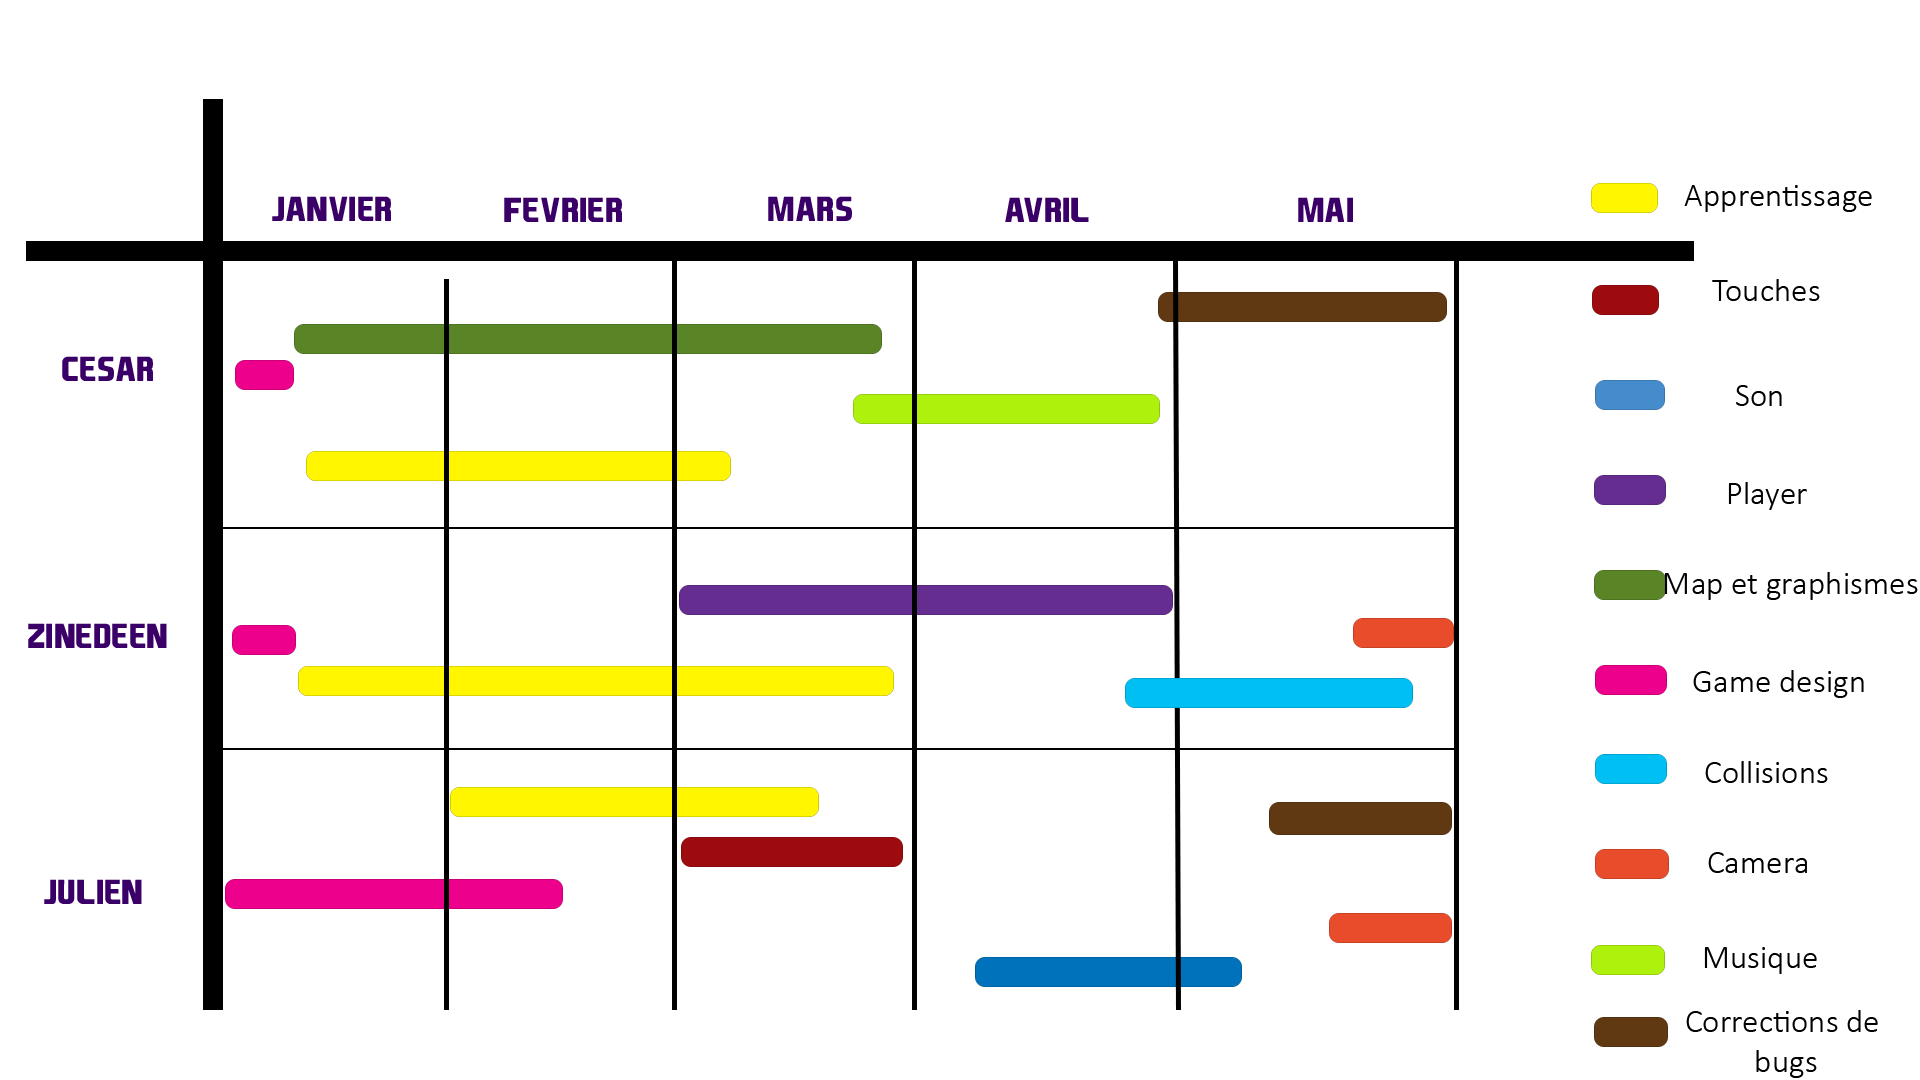 JANVIER
FEVRIER
MARS
AVRIL
MAI
CESAR
ZINEDEEN
JULIEN
Apprentissage
Touches
Son
Player
Map et graphismes
Game design
Collisions
Camera
Musique
Corrections de
bugs